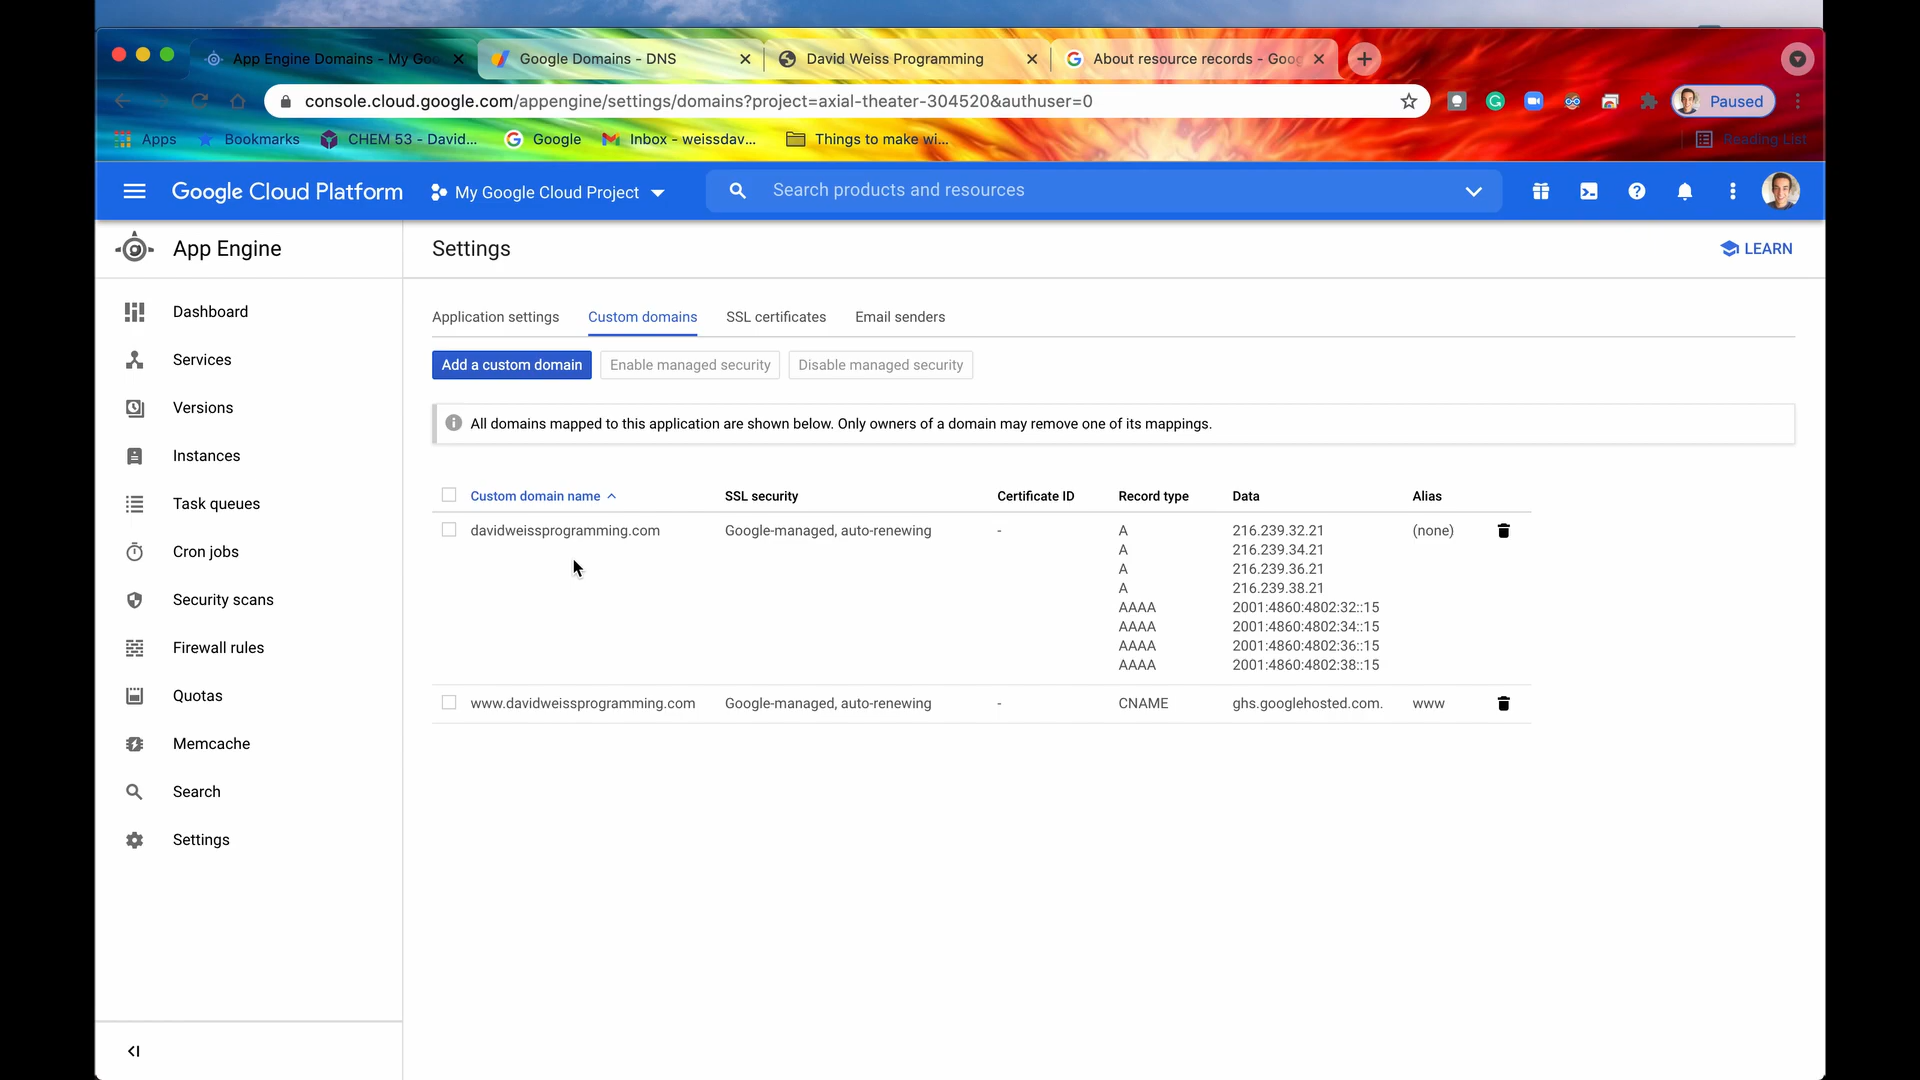 App Engine Domains - My Goo
Google Domains - DNS
David Weiss Programming
About resource records - Goog
console.cloud.google.com/appengine/settings/domains?project=axial-theater-304520&authuser=0
Paused
Apps
Bookmarks
CHEM 53 - David...
Google
Inbox - weissdav...
Things to make wi...
Reading List
Google Cloud Platform
My Google Cloud Project
Search products and resources
App Engine
Settings
LEARN
Dashboard
Services
Versions
Instances
Task queues
Cron jobs
Security scans
Firewall rules
Quotas
Memcache
Search
Settings
Application settings
Custom domains
SSL certificates
Email senders
Add a custom domain
Enable managed security
Disable managed security
All domains mapped to this application are shown below. Only owners of a domain may remove one of its mappings.
Custom domain name SSL security Certificate ID Record type Data Alias
davidweissprogramming.com Google-managed, auto-renewing - A 216.239.32.21 (none)
A 216.239.34.21
A 216.239.36.21
A 216.239.38.21
AAAA 2001:4860:4802:32::15
AAAA 2001:4860:4802:34::15
AAAA 2001:4860:4802:36::15
AAAA 2001:4860:4802:38::15
www.davidweissprogramming.com Google-managed, auto-renewing - CNAME ghs.googlehosted.com. www